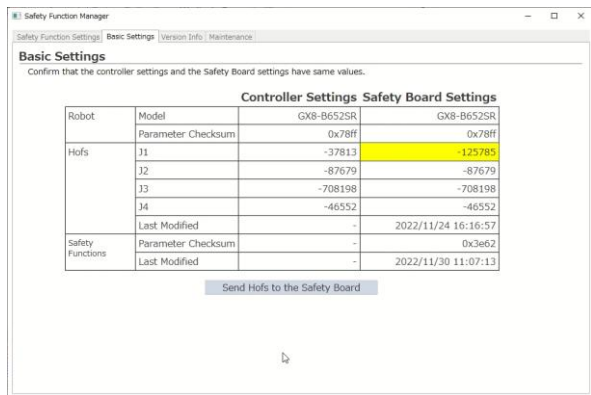 Safety Function Manager
Safety Function Settings Basic Settings Version Info Maintenance
Basic Settings
Confirm that the controller settings and the Safety Board settings have same values.
Controller Settings Safety Board Settings
Robot Model GX8-B652SR GX8-B652SR
Parameter Checksum 0x78ff 0x78ff
Hofs J1 -37813 -125785
J2 -87679 -87679
J3 -708198 -708198
J4 -46552 -46552
Last Modified - 2022/11/24 16:16:57
Safety Functions Parameter Checksum - 0x3e62
Last Modified - 2022/11/30 11:07:13
Send Hofs to the Safety Board